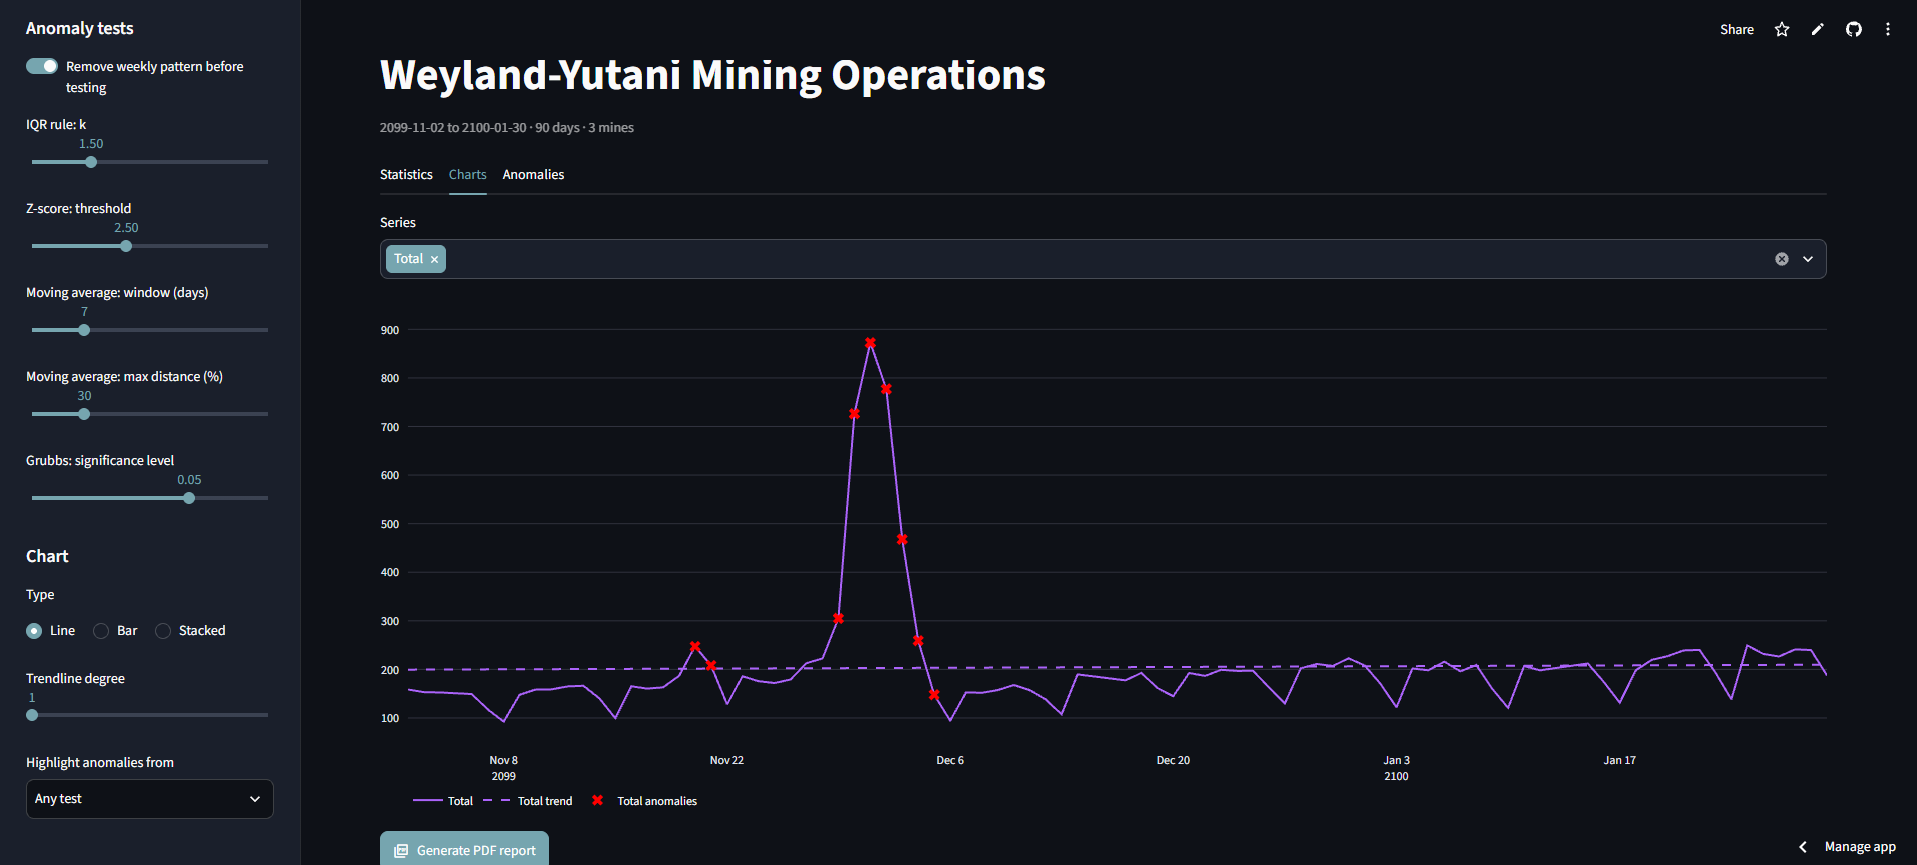 Anomaly tests
Remove weekly pattern before
testing
IQR rule: k
1.50
Z-score: threshold
2.50
Moving average: window (days)
7
Moving average: max distance (%)
30
Grubbs: significance level
0.05
Chart
Type
Line Bar Stacked
Trendline degree
1
Highlight anomalies from
Any test
Share
Weyland-Yutani Mining Operations
2099-11-02 to 2100-01-30 · 90 days · 3 mines
Statistics Charts Anomalies
Series
Total
900
800
700
600
500
400
300
200
100
Nov 8 Nov 22 Dec 6 Dec 20 Jan 3 Jan 17
2099 2100
Total Total trend Total anomalies
Generate PDF report
Manage app